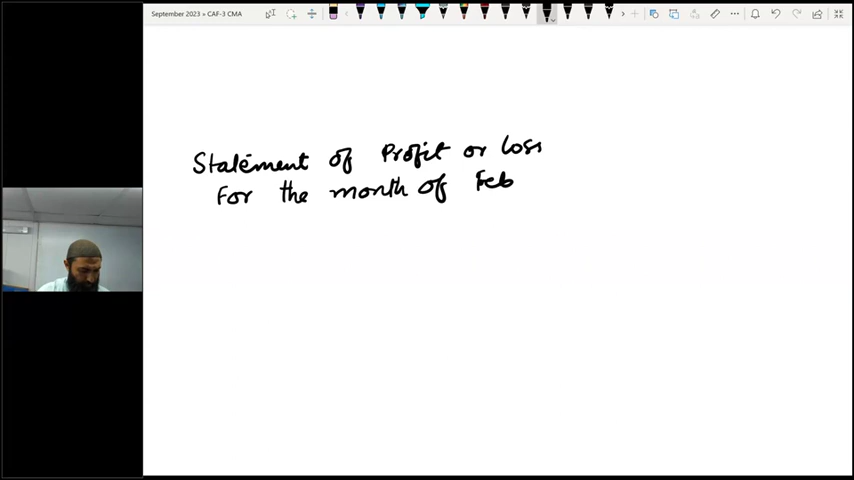 September 2023 » CAF-3 CMA
Statement of Profit or loss
For the month of Feb